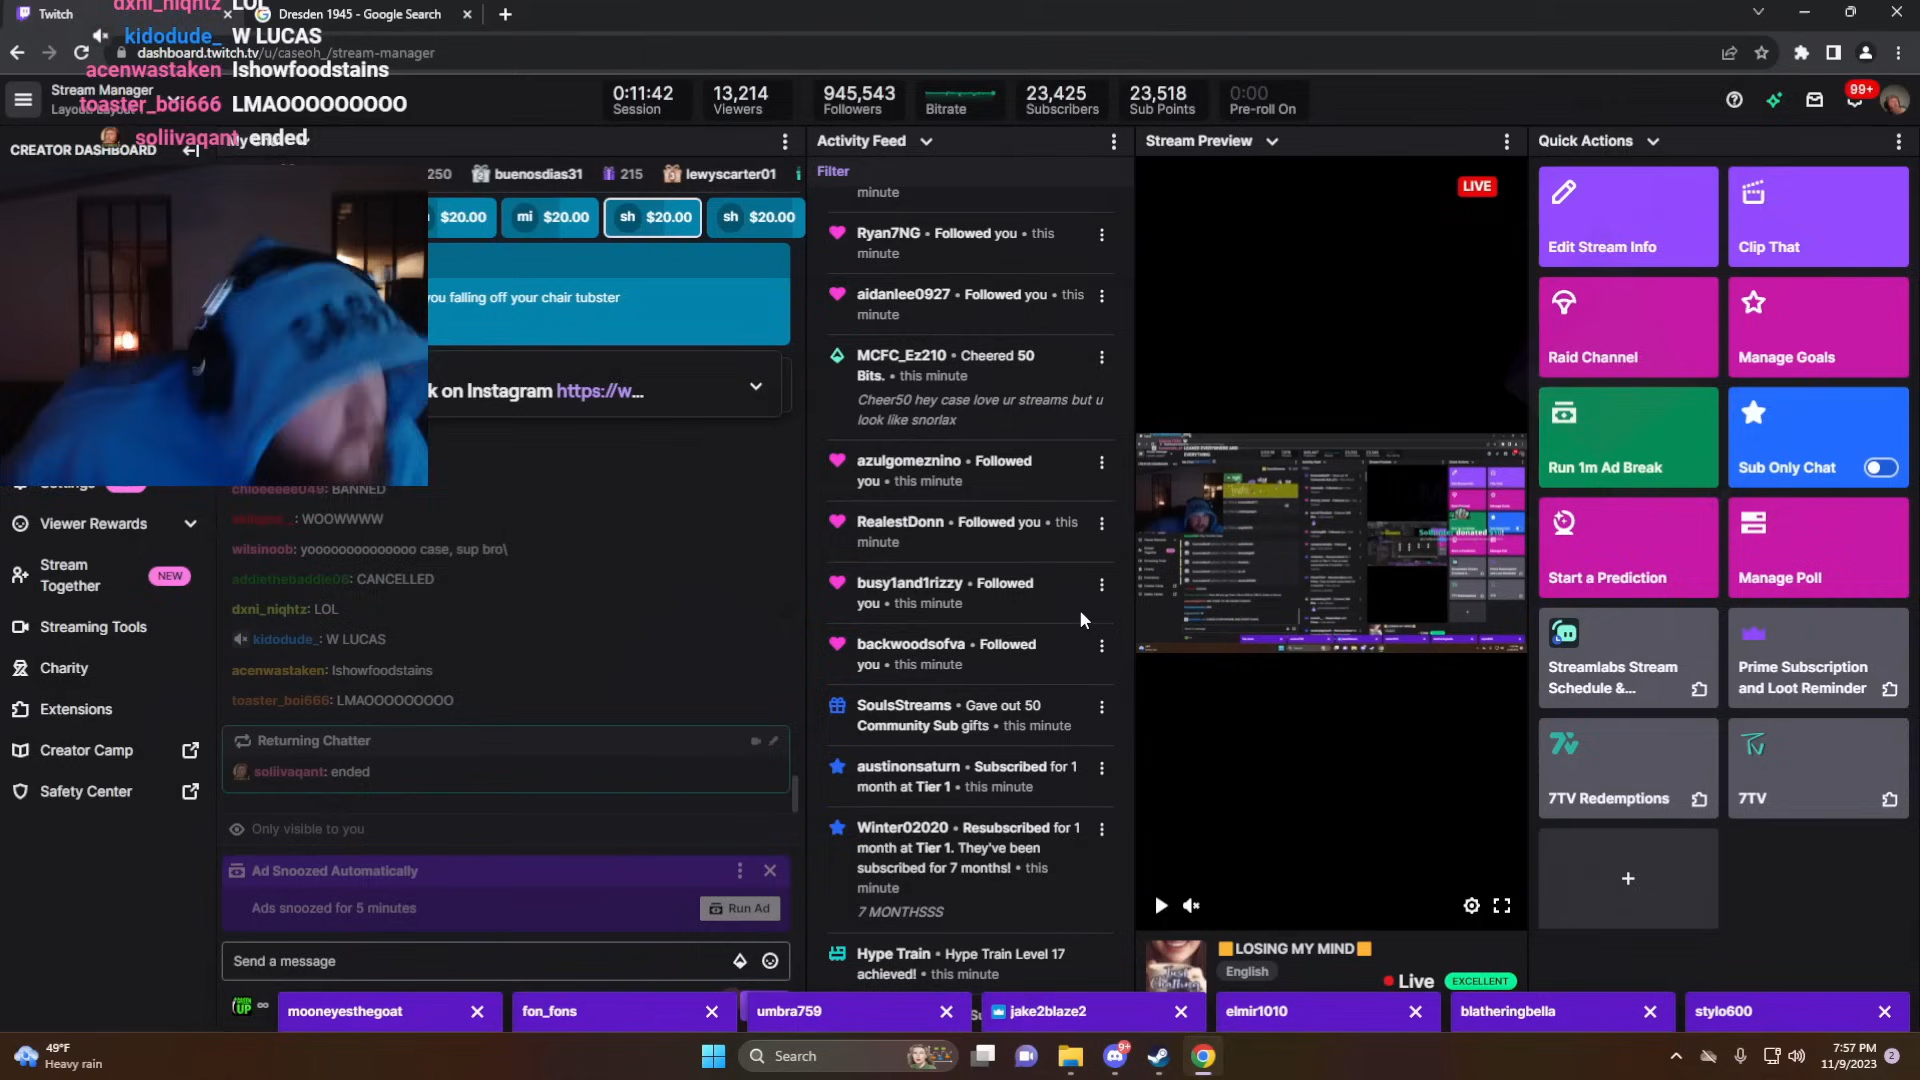 Twitch
Dresden 1945 - Google Search
dxni_niqhtz LOL
kidodude_ W LUCAS
dashboard.twitch.tv/u/caseoh_/stream-manager
acenwastaken Ishowfoodstains
Stream Manager
toaster_boi666 LMAOOOOOOOOO
soliivaqant ended
CREATOR DASHBOARD
0:11:42
Session
13,214
Viewers
945,543
Followers
Bitrate
23,425
Subscribers
23,518
Sub Points
0:00
Pre-roll On
99+
250
buenosdias31
215
lewyscarter01
$20.00
mi $20.00
sh $20.00
sh $20.00
you falling off your chair tubster
k on Instagram https://w...
chloeeeee049: BANNED
: WOOWWWW
wilsinoob: yoooooooooooooo case, sup bro\
addiethebaddie06: CANCELLED
dxni_niqhtz: LOL
kidodude_: W LUCAS
acenwastaken: Ishowfoodstains
toaster_boi666: LMAOOOOOOOOO
Returning Chatter
soliivaqant: ended
Only visible to you
Ad Snoozed Automatically
Ads snoozed for 5 minutes
Run Ad
Send a message
Settings
Viewer Rewards
Stream
Together
NEW
Streaming Tools
Charity
Extensions
Creator Camp
Safety Center
Activity Feed
Filter
minute
Ryan7NG • Followed you • this
minute
aidanlee0927 • Followed you • this
minute
MCFC_Ez210 • Cheered 50
Bits. • this minute
Cheer50 hey case love ur streams but u
look like snorlax
azulgomeznino • Followed
you • this minute
RealestDonn • Followed you • this
minute
busy1and1rizzy • Followed
you • this minute
backwoodsofva • Followed
you • this minute
SoulsStreams • Gave out 50
Community Sub gifts • this minute
austinonsaturn • Subscribed for 1
month at Tier 1 • this minute
Winter02020 • Resubscribed for 1
month at Tier 1. They've been
subscribed for 7 months! • this
minute
7 MONTHSSS
Hype Train • Hype Train Level 17
achieved! • this minute
Stream Preview
LIVE
LOSING MY MIND
English
Live
EXCELLENT
Quick Actions
Edit Stream Info
Clip That
Raid Channel
Manage Goals
Run 1m Ad Break
Sub Only Chat
Start a Prediction
Manage Poll
Streamlabs Stream
Schedule &...
Prime Subscription
and Loot Reminder
7TV Redemptions
7TV
mooneyesthegoat
fon_fons
umbra759
jake2blaze2
elmir1010
blatheringbella
stylo600
49°F
Heavy rain
Search
9+
7:57 PM
11/9/2023
2